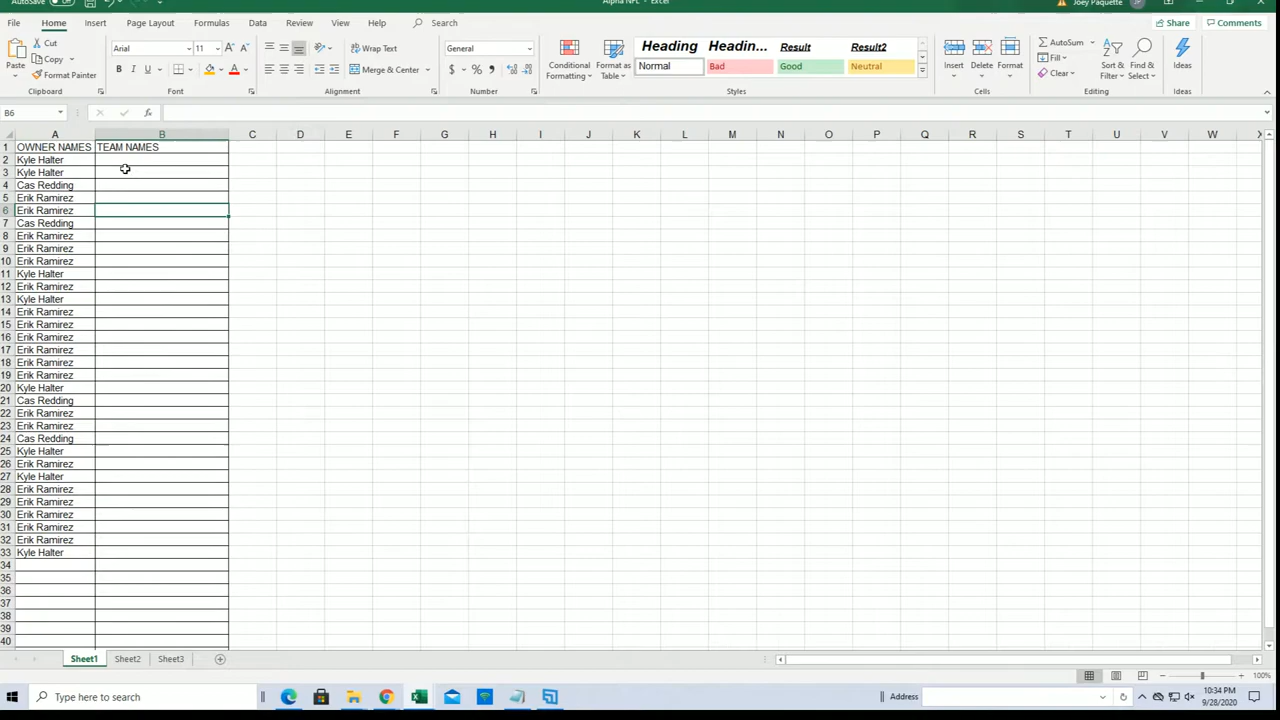 AutoSave
Alpha NFL - Excel
Joey Paquette JP
File Home Insert Page Layout Formulas Data Review View Help Search Share Comments
Paste Cut Copy Format Painter
Arial 11 A A
B I U A
Wrap Text
Merge & Center
General
$ % ,
Conditional Formatting Format as Table
Heading Headin... Result Result2
Normal Bad Good Neutral
Insert Delete Format
AutoSum Fill Clear
Sort & Filter Find & Select
Ideas
Clipboard Font Alignment Number Styles Cells Editing Ideas
B6 fx
A B C D E F G H I J K L M N O P Q R S T U V W X
1 OWNER NAMES TEAM NAMES
2 Kyle Halter
3 Kyle Halter
4 Cas Redding
5 Erik Ramirez
6 Erik Ramirez
7 Cas Redding
8 Erik Ramirez
9 Erik Ramirez
10 Erik Ramirez
11 Kyle Halter
12 Erik Ramirez
13 Kyle Halter
14 Erik Ramirez
15 Erik Ramirez
16 Erik Ramirez
17 Erik Ramirez
18 Erik Ramirez
19 Erik Ramirez
20 Kyle Halter
21 Cas Redding
22 Erik Ramirez
23 Erik Ramirez
24 Cas Redding
25 Kyle Halter
26 Erik Ramirez
27 Kyle Halter
28 Erik Ramirez
29 Erik Ramirez
30 Erik Ramirez
31 Erik Ramirez
32 Erik Ramirez
33 Kyle Halter
34
35
36
37
38
39
40
Sheet1 Sheet2 Sheet3
100%
Type here to search
Address
10:34 PM
9/28/2020